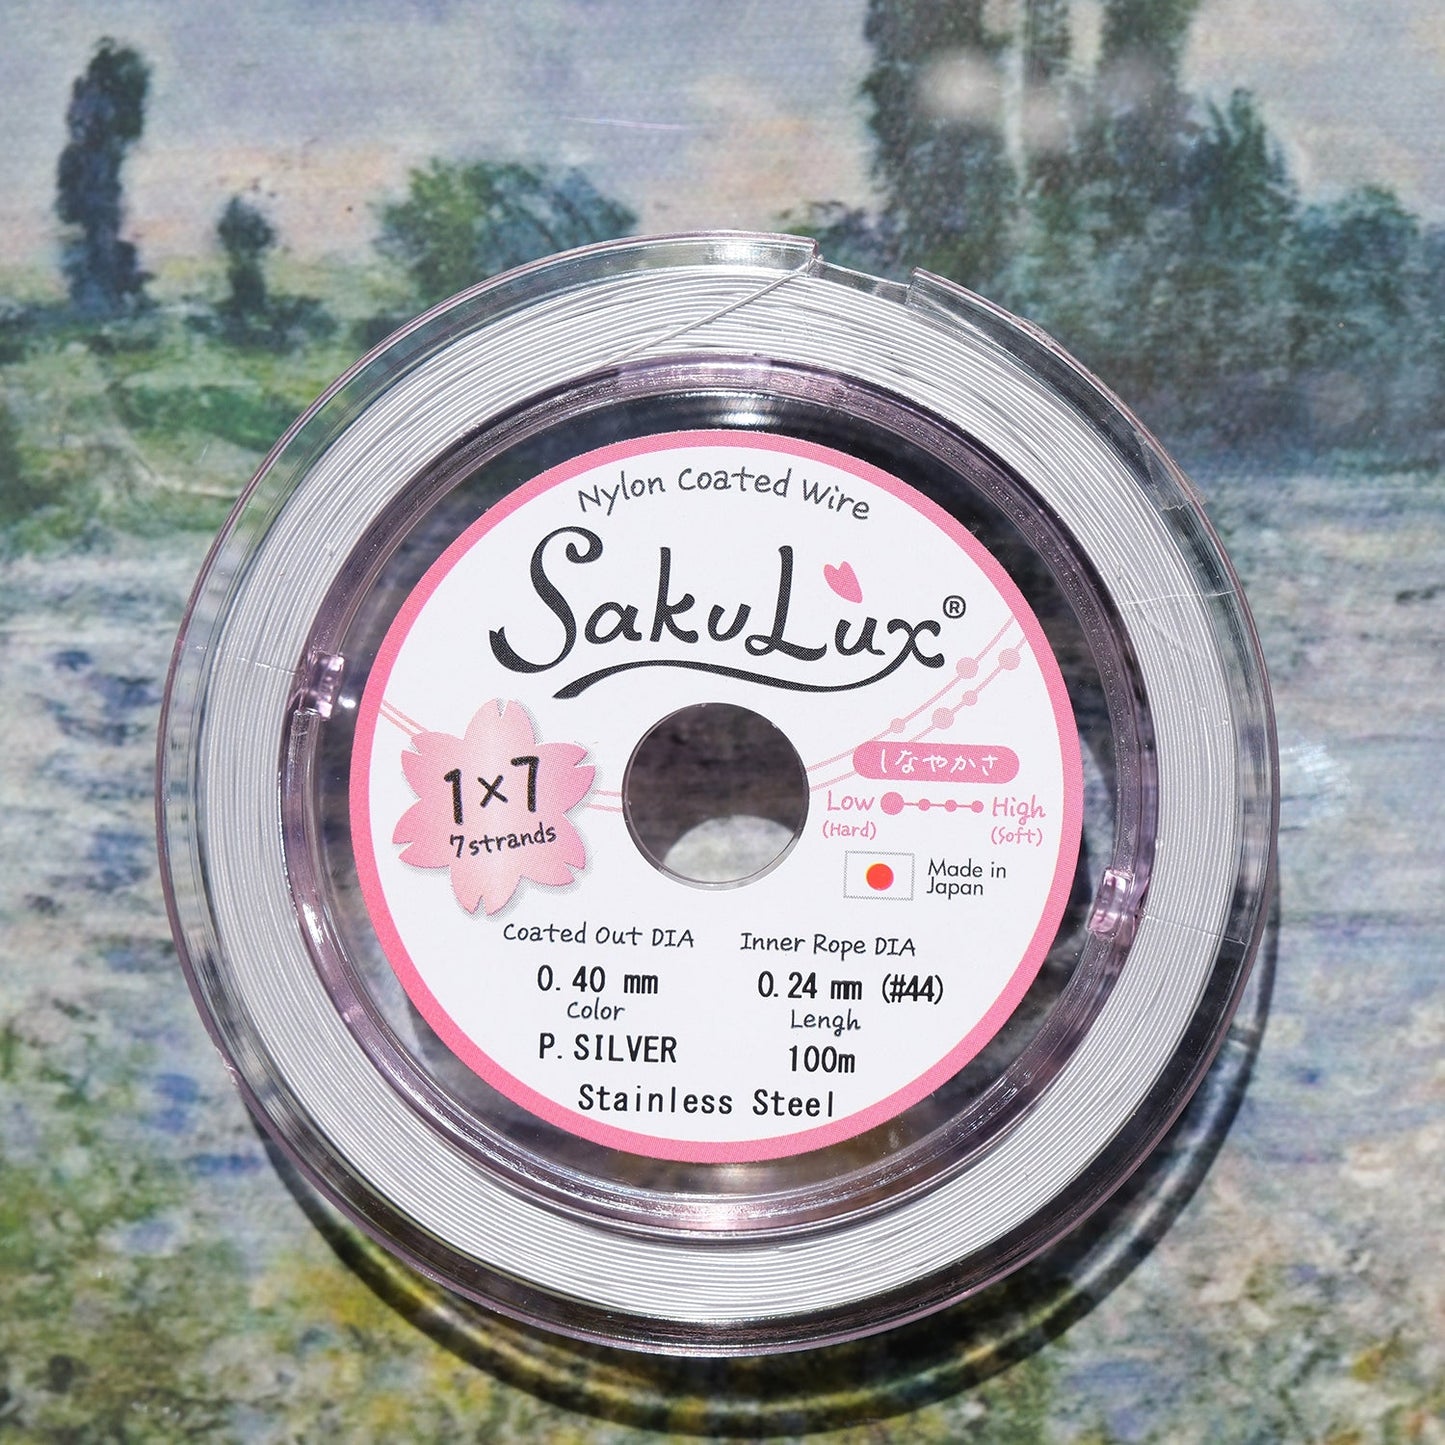 Nylon Coated Wire
SakuLux®
1×7
7strands
しなやかさ
Low High
(Hard) (Soft)
Made in
Japan
Coated Out DIA Inner Rope DIA
0.40 mm 0.24 mm (#44)
Color Lengh
P.SILVER 100m
Stainless Steel